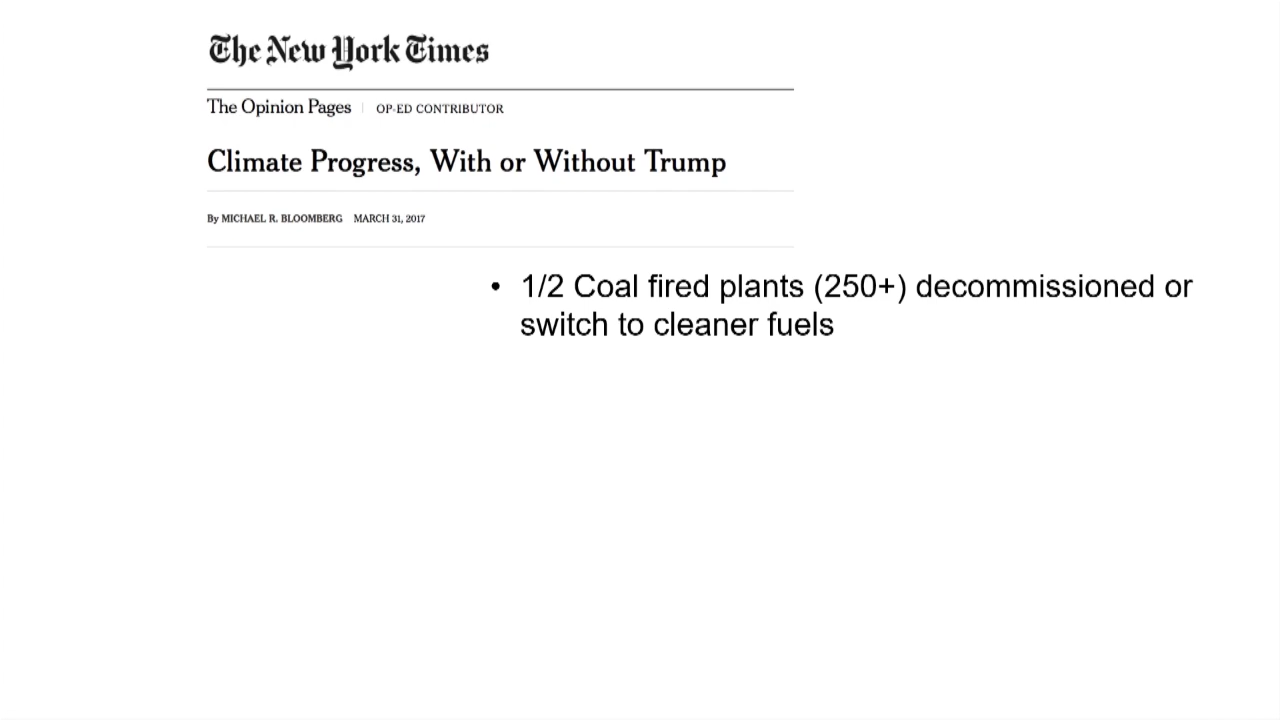 The New York Times
The Opinion Pages | OP-ED CONTRIBUTOR
Climate Progress, With or Without Trump
By MICHAEL R. BLOOMBERG MARCH 31, 2017
• 1/2 Coal fired plants (250+) decommissioned or
switch to cleaner fuels